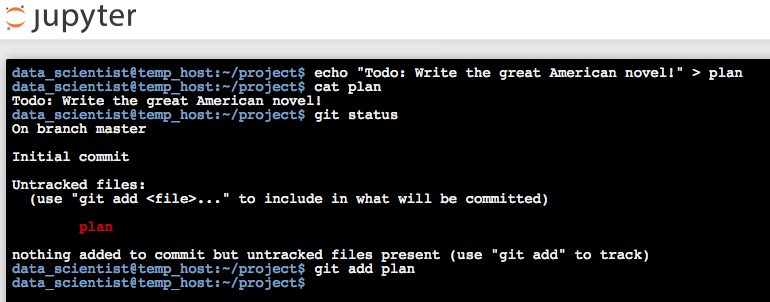 jupyter
data_scientist@temp_host:~/project$ echo "Todo: Write the great American novel!" > plan
data_scientist@temp_host:~/project$ cat plan
Todo: Write the great American novel!
data_scientist@temp_host:~/project$ git status
On branch master
Initial commit
Untracked files:
  (use "git add <file>..." to include in what will be committed)
        plan
nothing added to commit but untracked files present (use "git add" to track)
data_scientist@temp_host:~/project$ git add plan
data_scientist@temp_host:~/project$